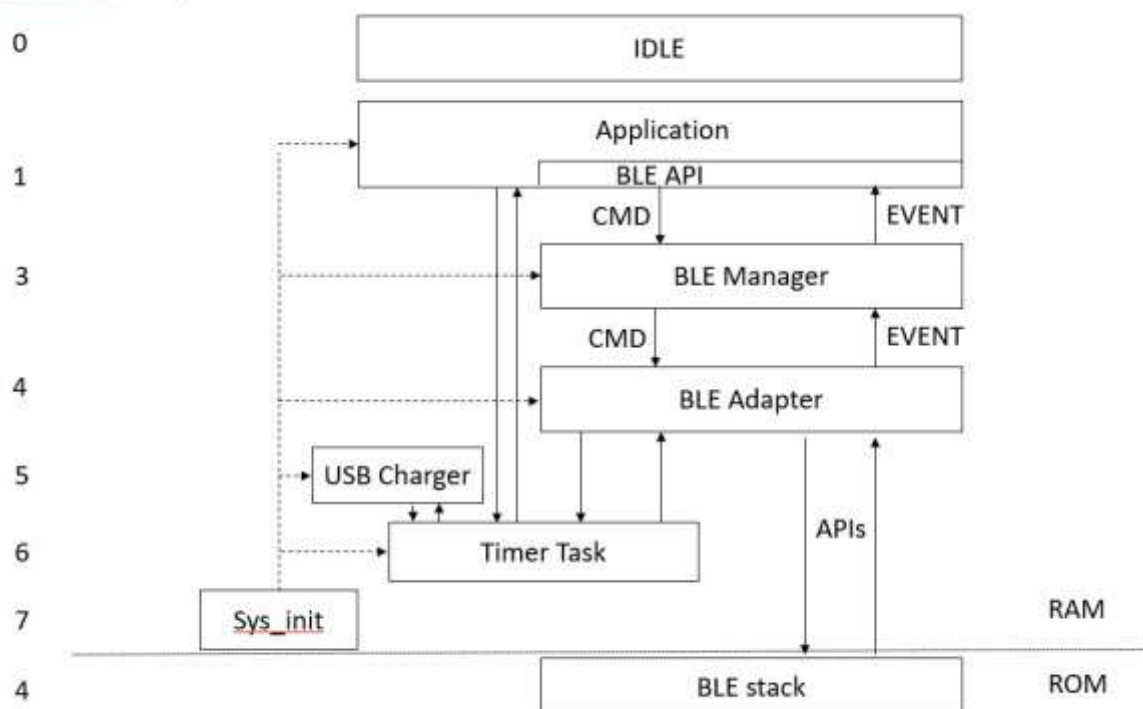 0
IDLE
Application
1
BLE API
CMD
EVENT
3
BLE Manager
CMD
EVENT
4
BLE Adapter
5
USB Charger
APIs
6
Timer Task
7
Sys_init
RAM
4
BLE stack
ROM